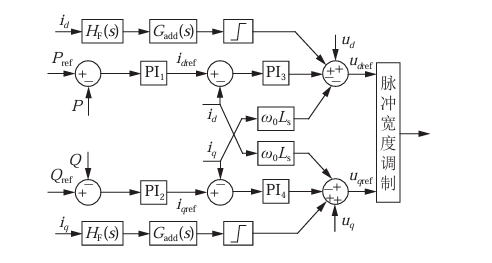 i_d H_F(s) G_add(s)
u_d
P_ref + − PI_1 i_dref + − PI_3 + + − − u_dref
P
i_d ω_0L_s
i_q ω_0L_s
脉冲宽度调制
Q
Q_ref + − PI_2 i_qref + − PI_4 − + + + u_qref
i_q H_F(s) G_add(s)
u_q